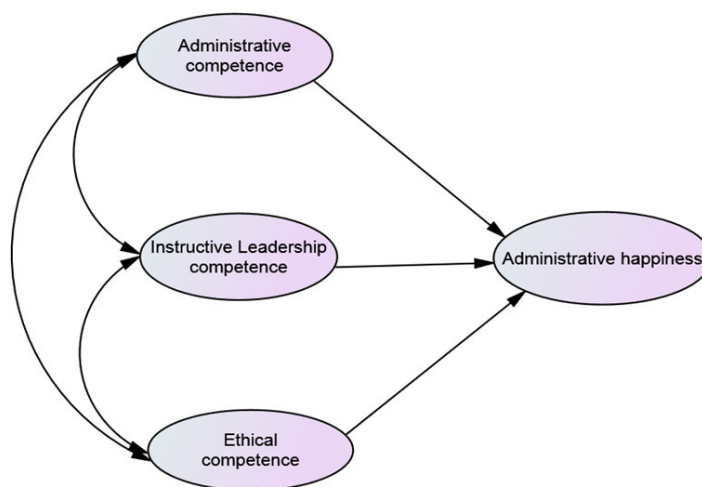 Administrative
competence
Instructive Leadership
competence
Administrative happiness
Ethical
competence